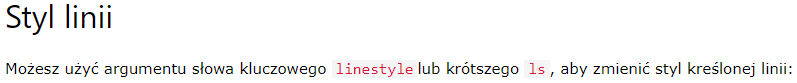 Styl linii
Możesz użyć argumentu słowa kluczowego linestyle lub krótszego ls, aby zmienić styl kreślonej linii: